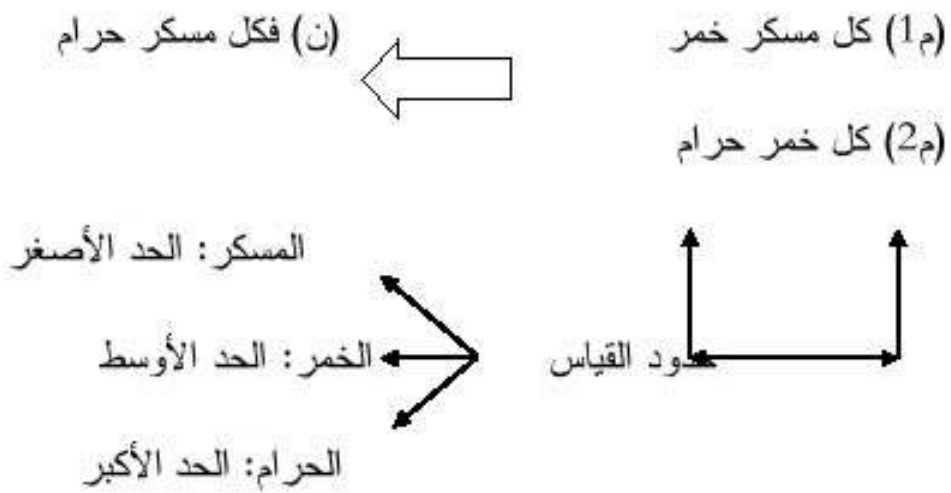 (م1) كل مسكر خمر
(ن) فكل مسكر حرام
(م2) كل خمر حرام
المسكر: الحد الأصغر
حدود القياس
الخمر: الحد الأوسط
الحرام: الحد الأكبر